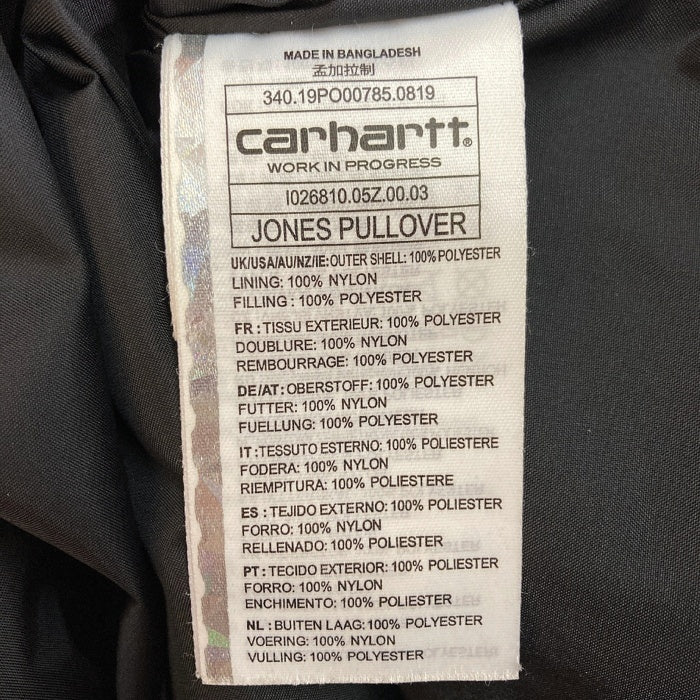 MADE IN BANGLADESH
孟加拉制
340.19PO00785.0819
carhartt®
WORK IN PROGRESS
I026810.05Z.00.03
JONES PULLOVER
UK/USA/AU/NZ/IE:OUTER SHELL: 100% POLYESTER
LINING: 100% NYLON
FILLING : 100% POLYESTER
FR : TISSU EXTERIEUR: 100% POLYESTER
DOUBLURE: 100% NYLON
REMBOURRAGE: 100% POLYESTER
DE/AT: OBERSTOFF: 100% POLYESTER
FUTTER: 100% NYLON
FUELLUNG: 100% POLYESTER
IT :TESSUTO ESTERNO: 100% POLIESTERE
FODERA: 100% NYLON
RIEMPITURA: 100% POLIESTERE
ES : TEJIDO EXTERNO: 100% POLIESTER
FORRO: 100% NYLON
RELLENADO: 100% POLIESTER
PT : TECIDO EXTERIOR: 100% POLIESTER
FORRO: 100% NYLON
ENCHIMENTO: 100% POLIESTER
NL : BUITEN LAAG: 100% POLYESTER
VOERING: 100% NYLON
VULLING: 100% POLYESTER